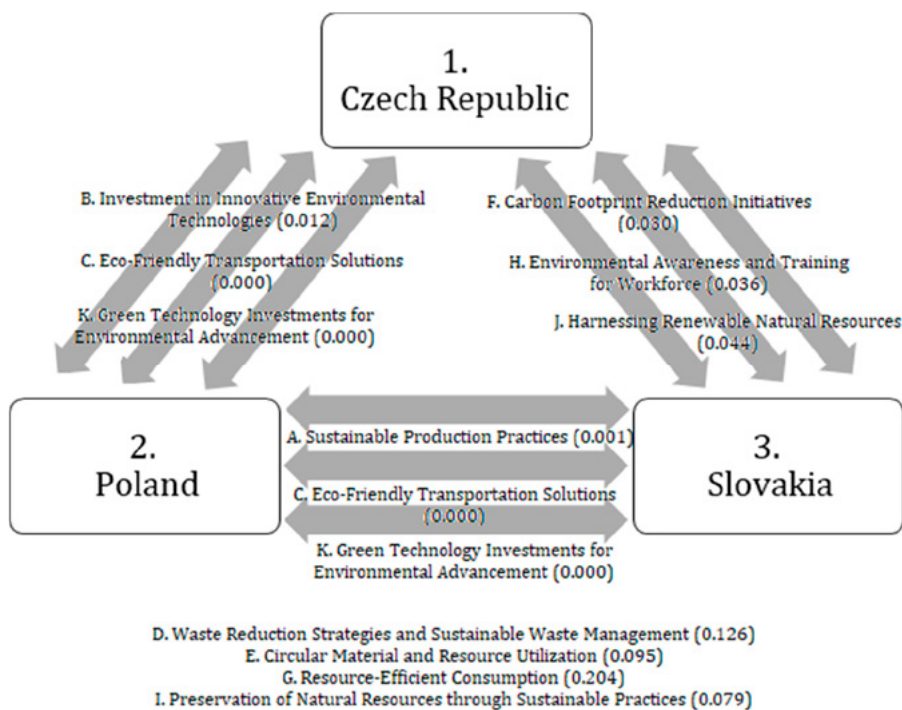 1.
Czech Republic
B. Investment in Innovative Environmental
Technologies (0.012)
C. Eco-Friendly Transportation Solutions
(0.000)
K. Green Technology Investments for
Environmental Advancement (0.000)
F. Carbon Footprint Reduction Initiatives
(0.030)
H. Environmental Awareness and Training
for Workforce (0.036)
J. Harnessing Renewable Natural Resources
(0.044)
2.
Poland
A. Sustainable Production Practices (0.001)
C. Eco-Friendly Transportation Solutions
(0.000)
K. Green Technology Investments for
Environmental Advancement (0.000)
3.
Slovakia
D. Waste Reduction Strategies and Sustainable Waste Management (0.126)
E. Circular Material and Resource Utilization (0.095)
G. Resource-Efficient Consumption (0.204)
I. Preservation of Natural Resources through Sustainable Practices (0.079)